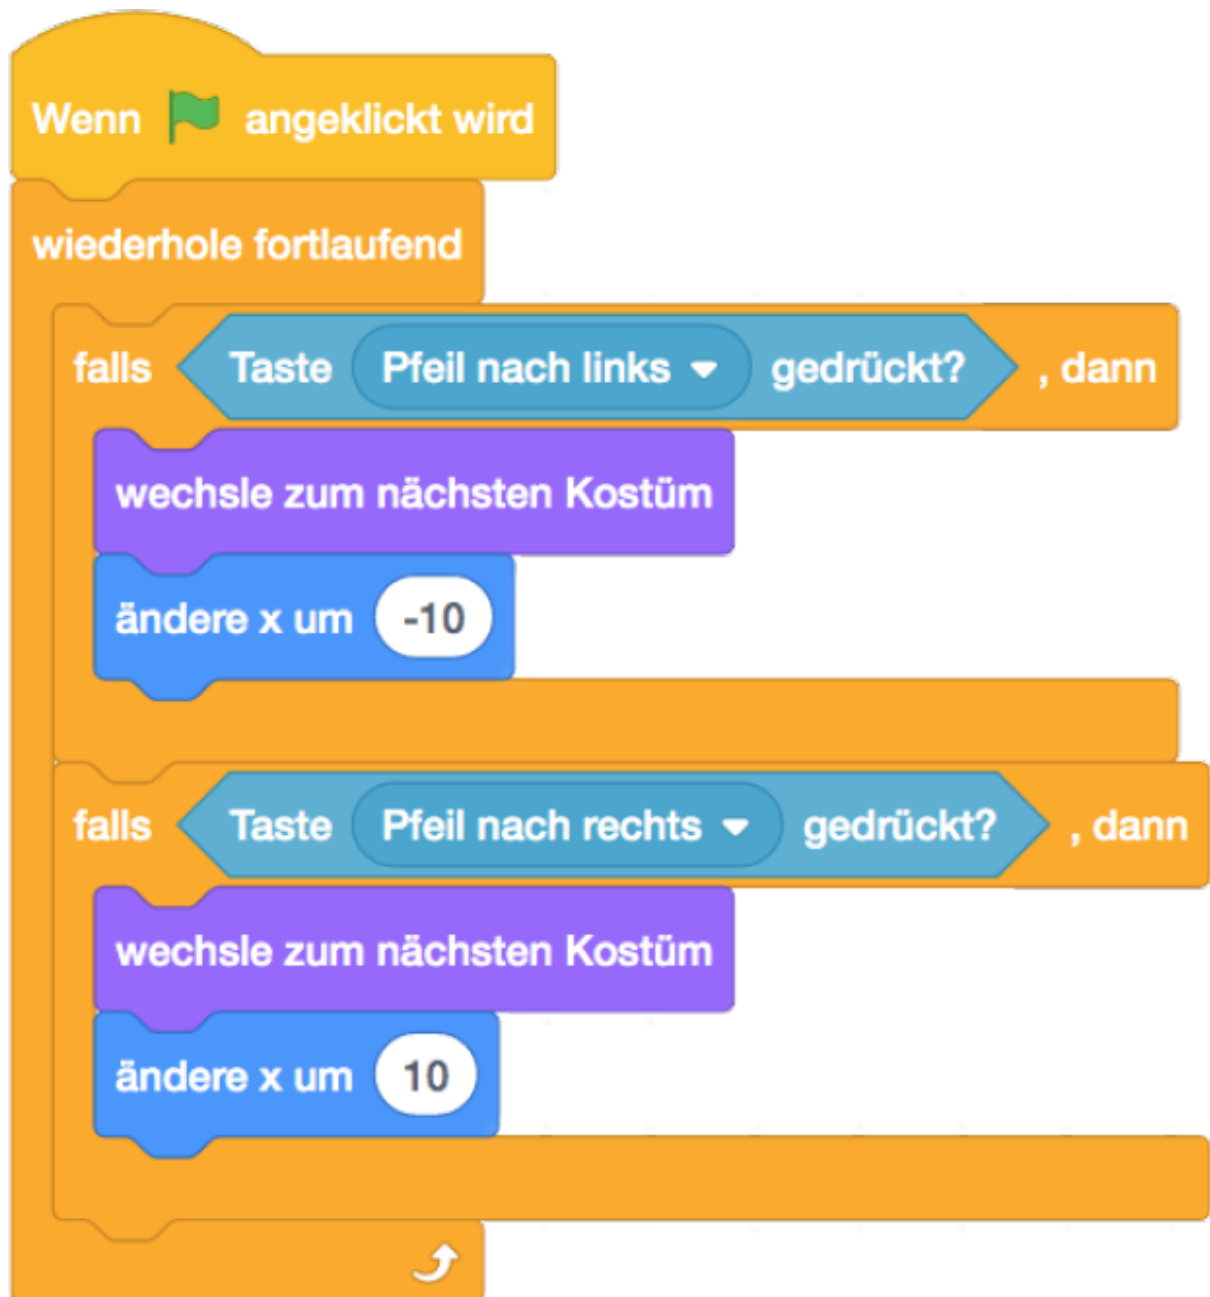 Wenn angeklickt wird
wiederhole fortlaufend
falls Taste Pfeil nach links gedrückt? , dann
wechsle zum nächsten Kostüm
ändere x um -10
falls Taste Pfeil nach rechts gedrückt? , dann
wechsle zum nächsten Kostüm
ändere x um 10